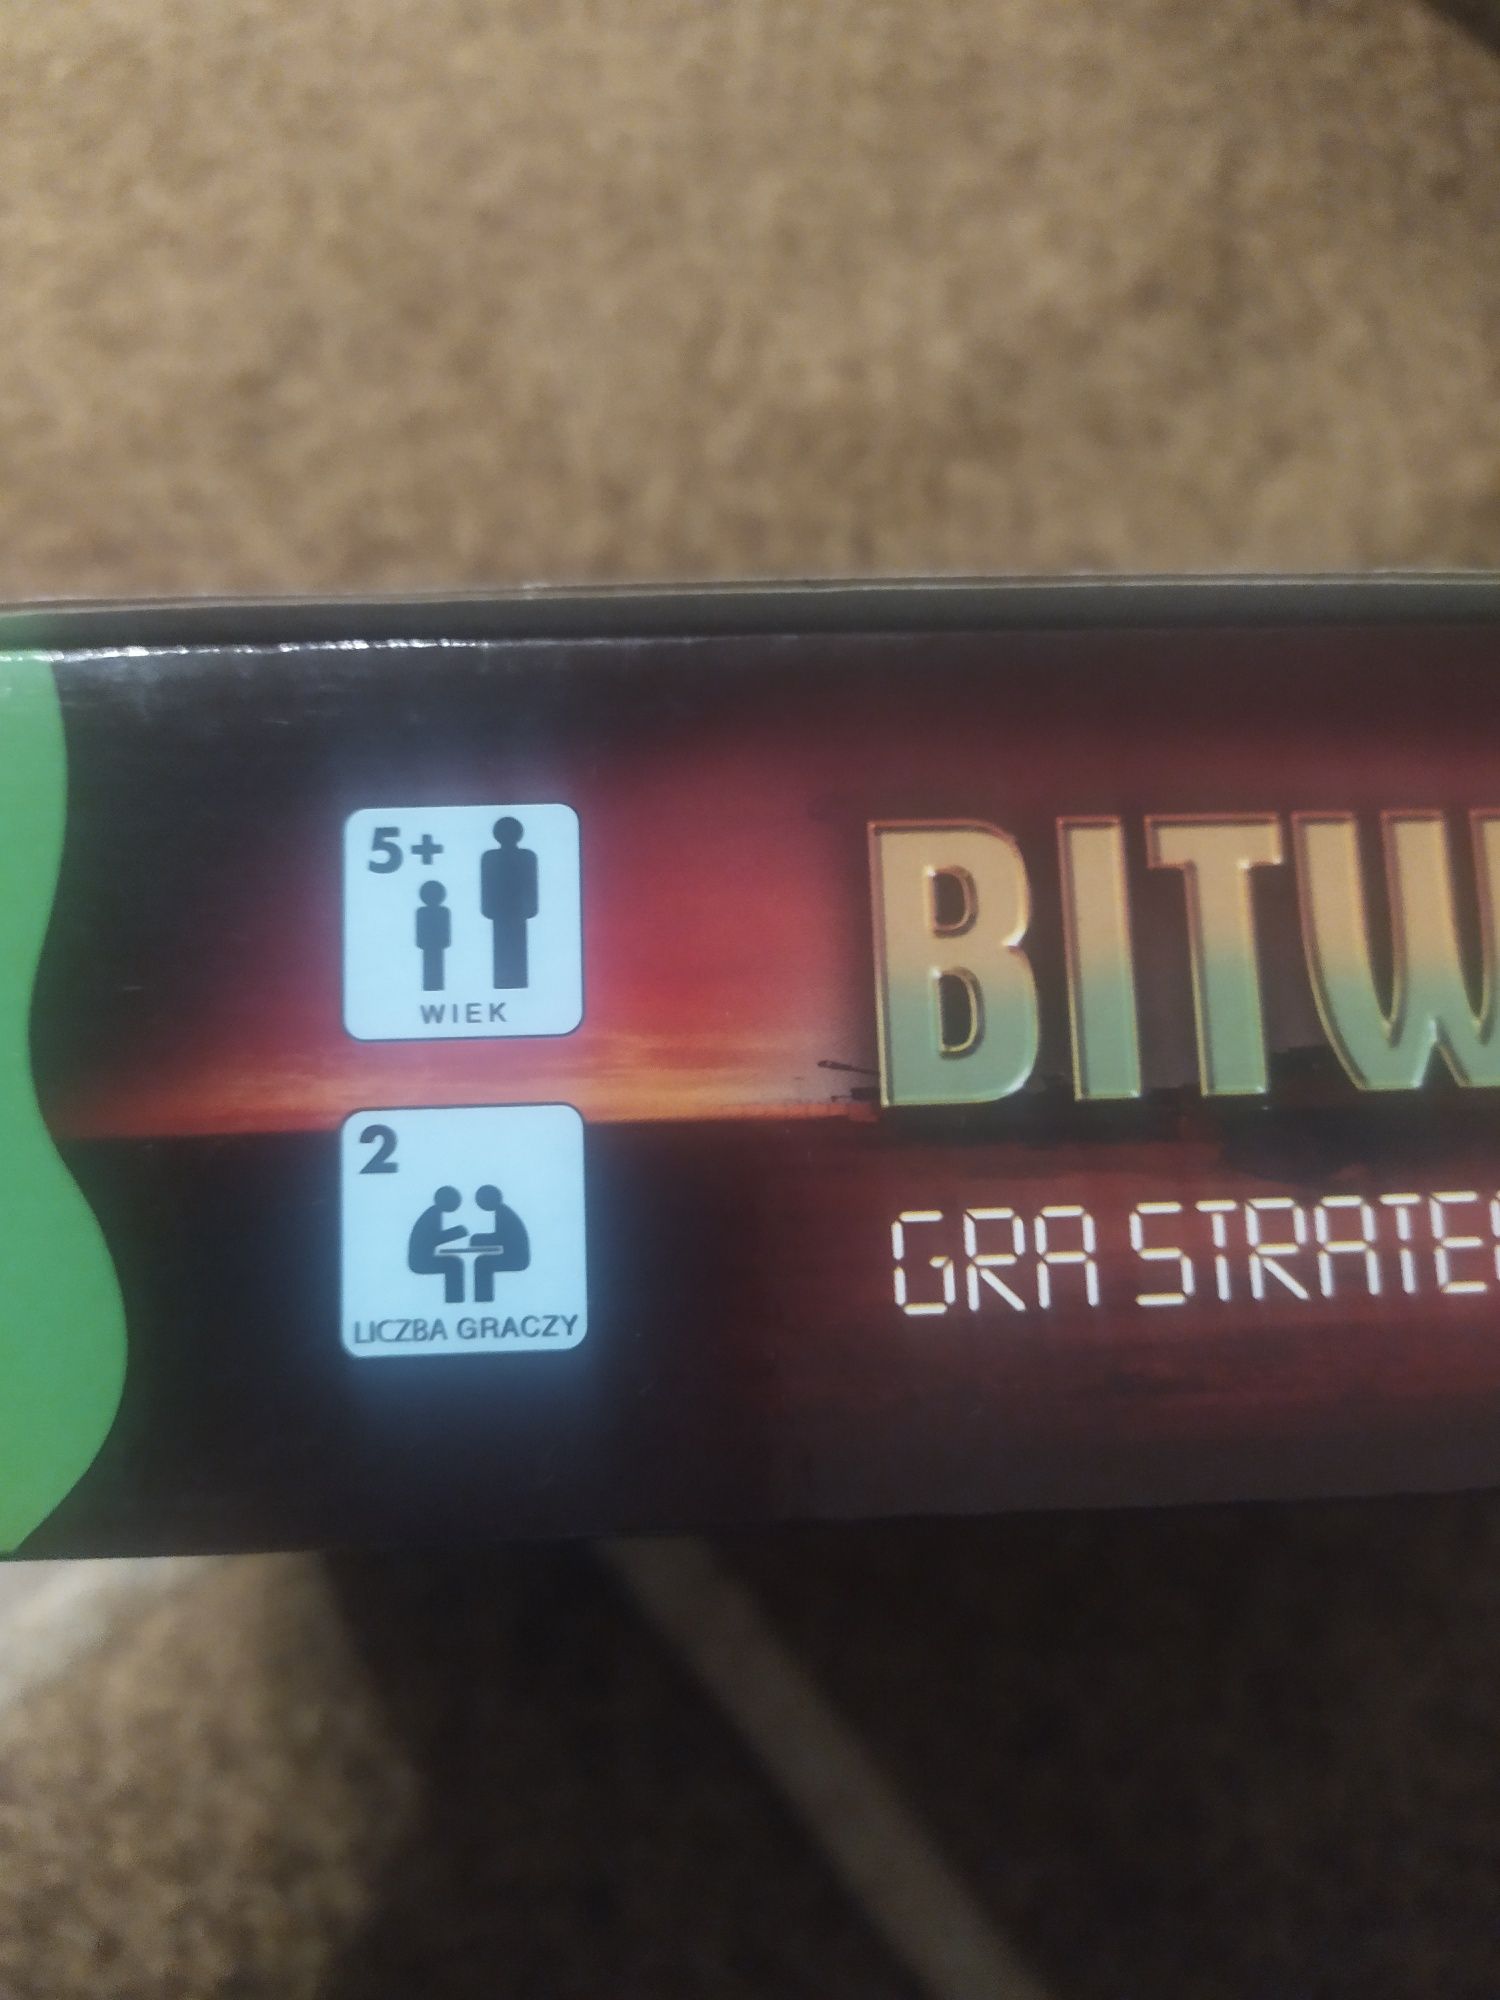 5+
WIEK
2
LICZBA GRACZY
BITW
GRA STRATE